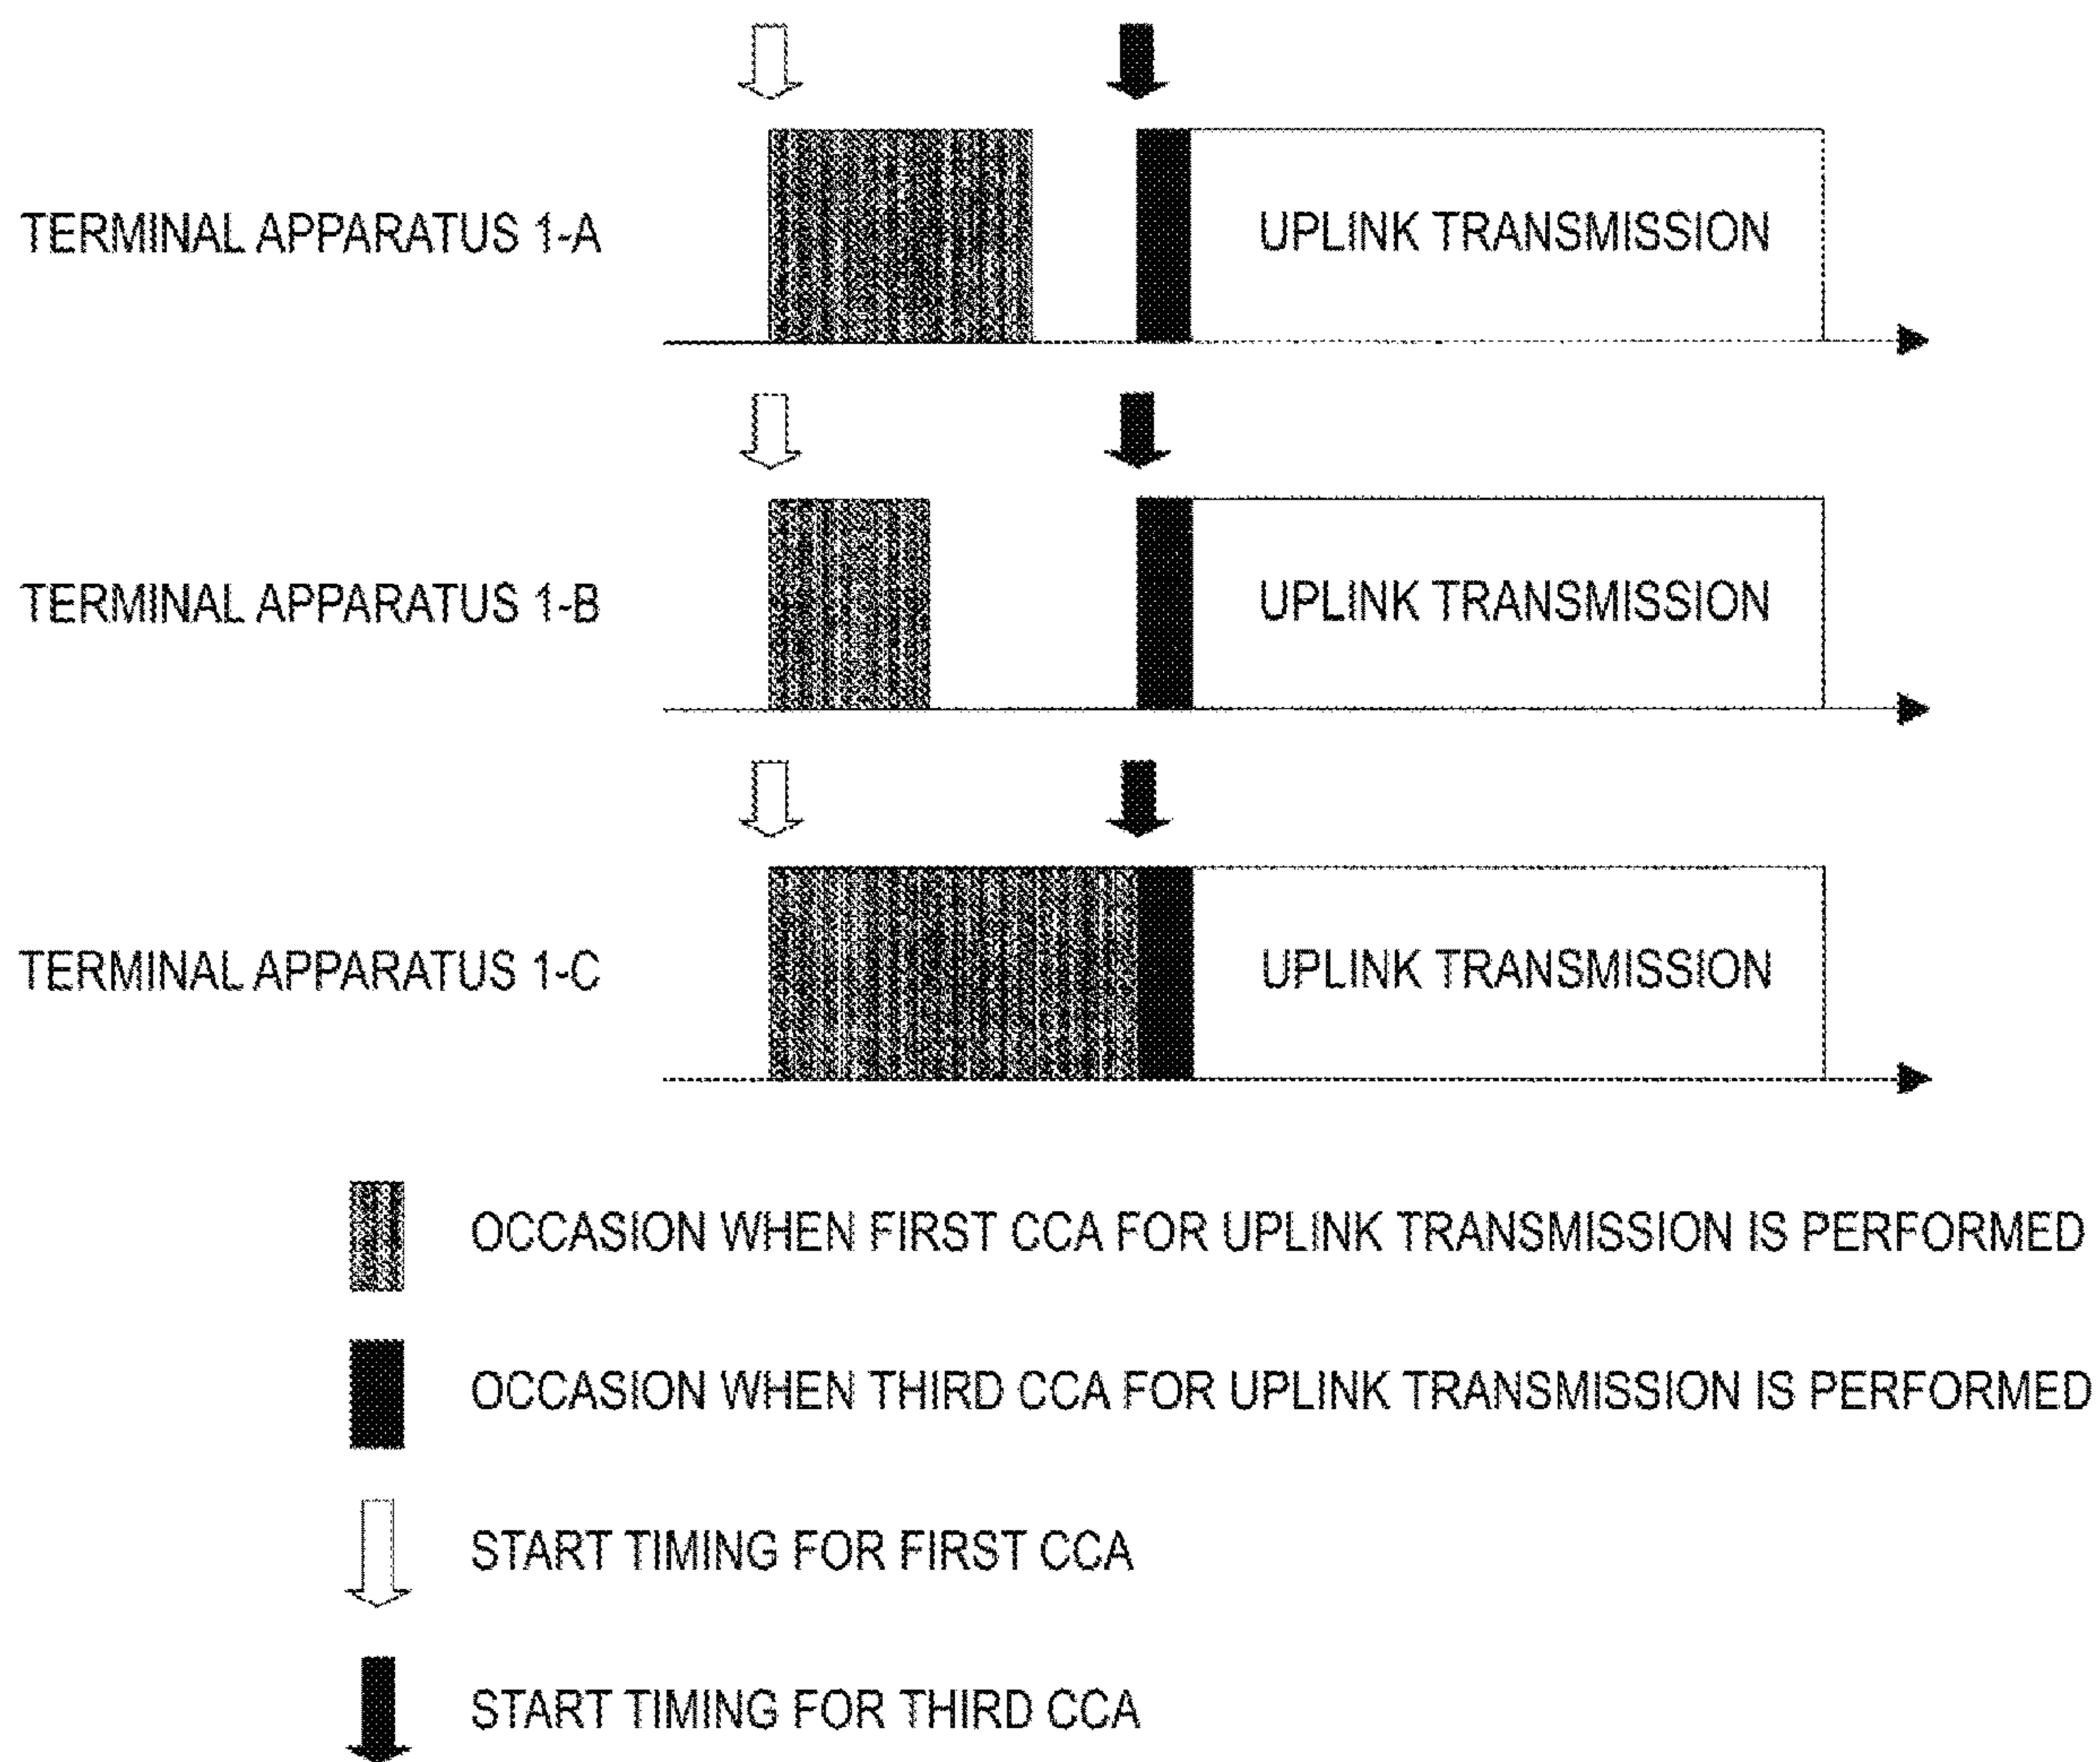 TERMINAL APPARATUS 1-A
UPLINK TRANSMISSION
TERMINAL APPARATUS 1-B
UPLINK TRANSMISSION
TERMINAL APPARATUS 1-C
UPLINK TRANSMISSION
OCCASION WHEN FIRST CCA FOR UPLINK TRANSMISSION IS PERFORMED
OCCASION WHEN THIRD CCA FOR UPLINK TRANSMISSION IS PERFORMED
START TIMING FOR FIRST CCA
START TIMING FOR THIRD CCA